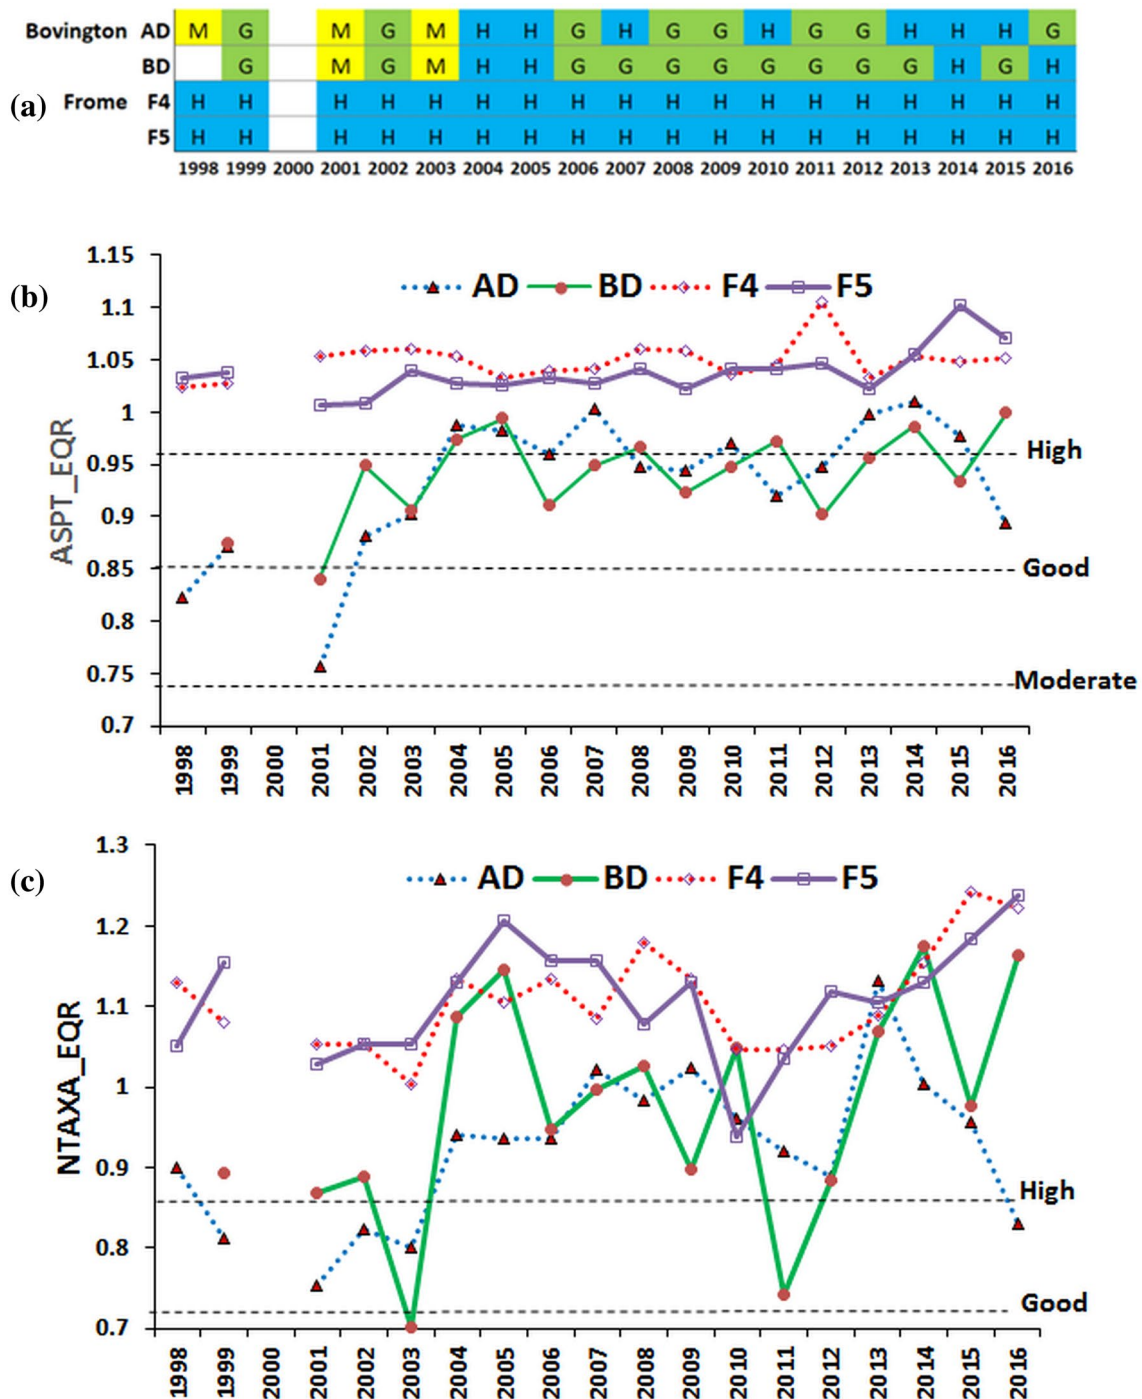 Bovington AD M G M G M H H G H G G H G G H H H G
BD G M G M H H G G G G G G G G H G H
(a) Frome F4 H H H H H H H H H H H H H H H H H H
F5 H H H H H H H H H H H H H H H H H H
1998 1999 2000 2001 2002 2003 2004 2005 2006 2007 2008 2009 2010 2011 2012 2013 2014 2015 2016
(b)
AD BD F4 F5
ASPT_EQR
1.15
1.1
1.05
1
0.95
0.9
0.85
0.8
0.75
0.7
High
Good
Moderate
1998 1999 2000 2001 2002 2003 2004 2005 2006 2007 2008 2009 2010 2011 2012 2013 2014 2015 2016
(c)
AD BD F4 F5
NTAXA_EQR
1.3
1.2
1.1
1
0.9
0.8
0.7
High
Good
1998 1999 2000 2001 2002 2003 2004 2005 2006 2007 2008 2009 2010 2011 2012 2013 2014 2015 2016